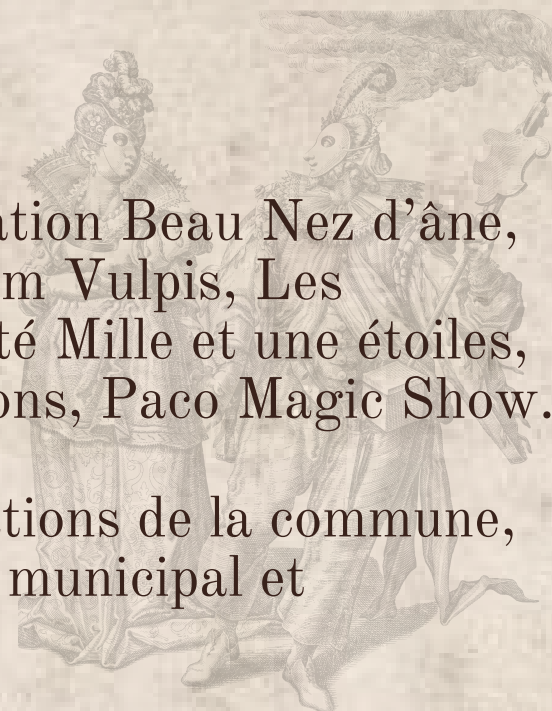 ation Beau Nez d’âne,
m Vulpis, Les
té Mille et une étoiles,
ons, Paco Magic Show.
tions de la commune,
municipal et